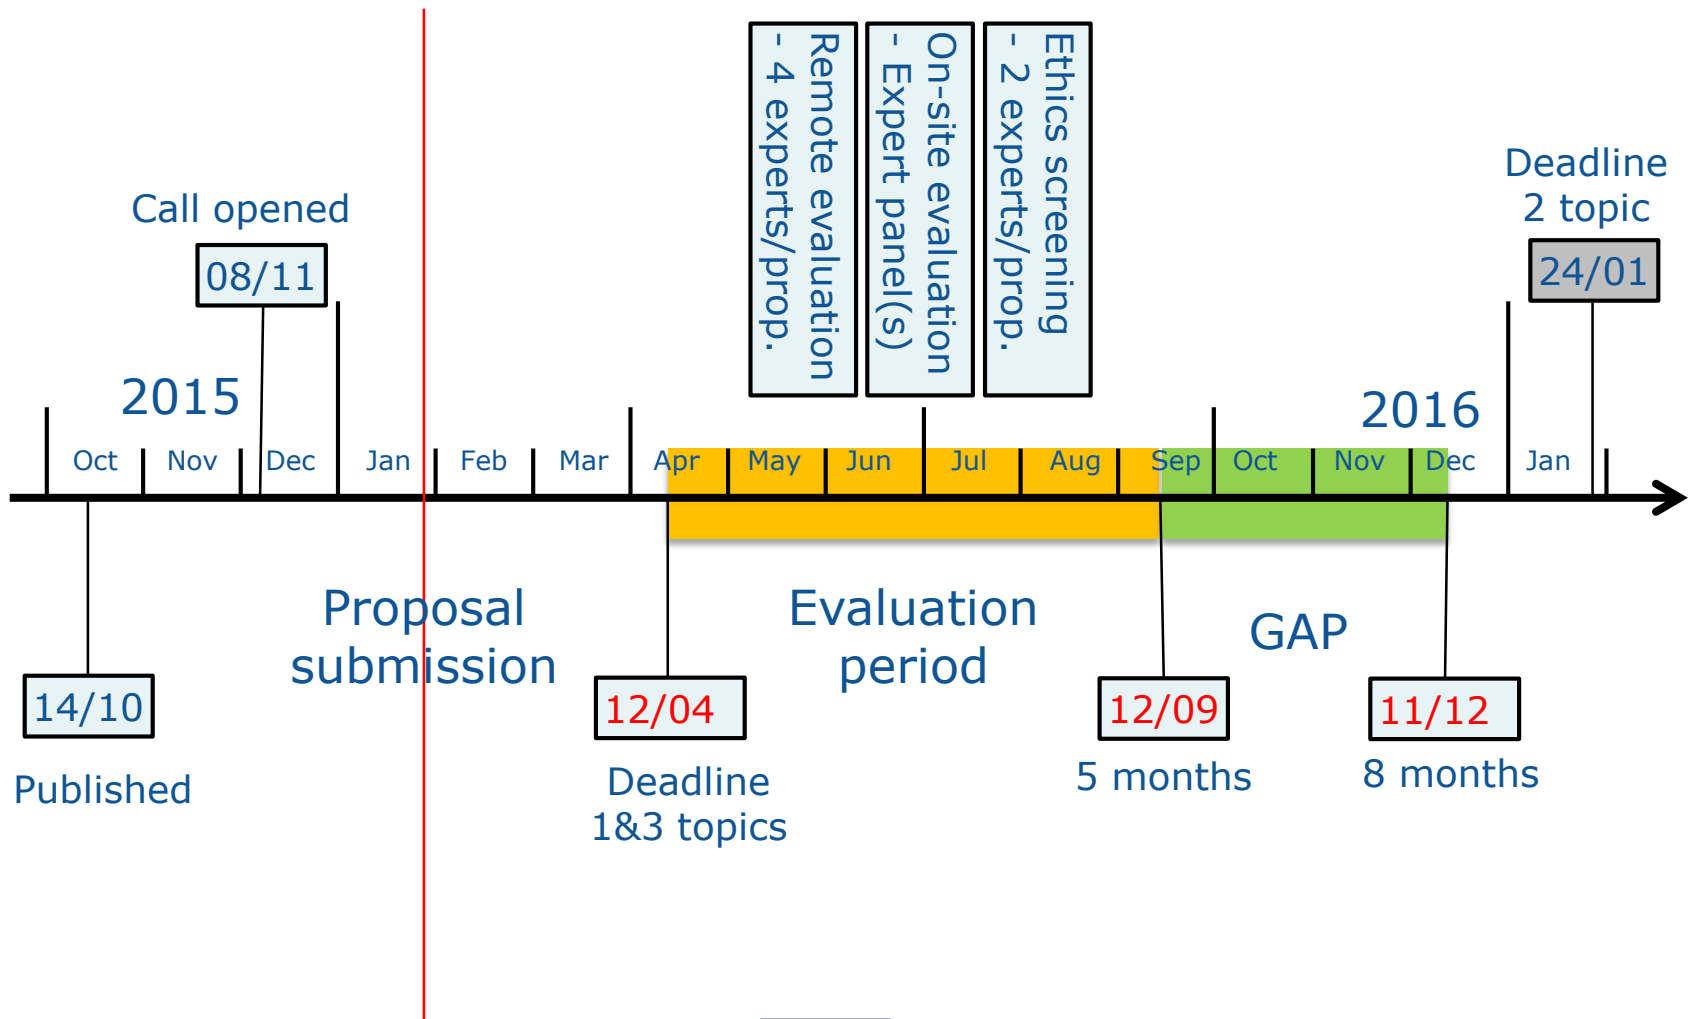 Remote evaluation
- 4 experts/prop.
On-site evaluation
- Expert panel(s)
Ethics screening
- 2 experts/prop.
Deadline
2 topic
24/01
Call opened
08/11
2015
2016
Oct
Nov
Dec
Jan
Feb
Mar
Apr
May
Jun
Jul
Aug
Sep
Oct
Nov
Dec
Jan
Proposal
submission
Evaluation
period
GAP
14/10
Published
12/04
Deadline
1&3 topics
12/09
5 months
11/12
8 months